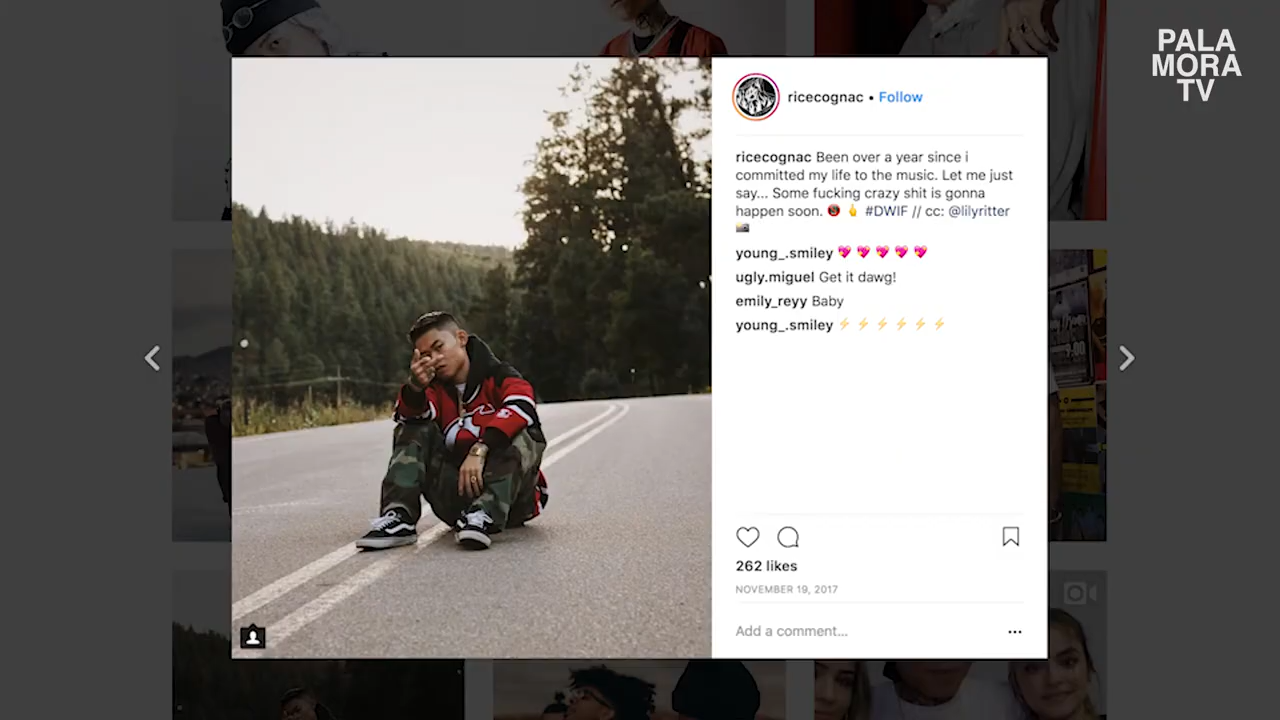 PALA
MORA
TV
ricecognac • Follow
ricecognac Been over a year since i
committed my life to the music. Let me just
say... Some fucking crazy shit is gonna
happen soon. 📵 🖕 #DWIF // cc: @lilyritter
📸
young_.smiley 💖 💖 💖 💖 💖
ugly.miguel Get it dawg!
emily_reyy Baby
young_.smiley ⚡ ⚡ ⚡ ⚡ ⚡ ⚡
262 likes
NOVEMBER 19, 2017
Add a comment...